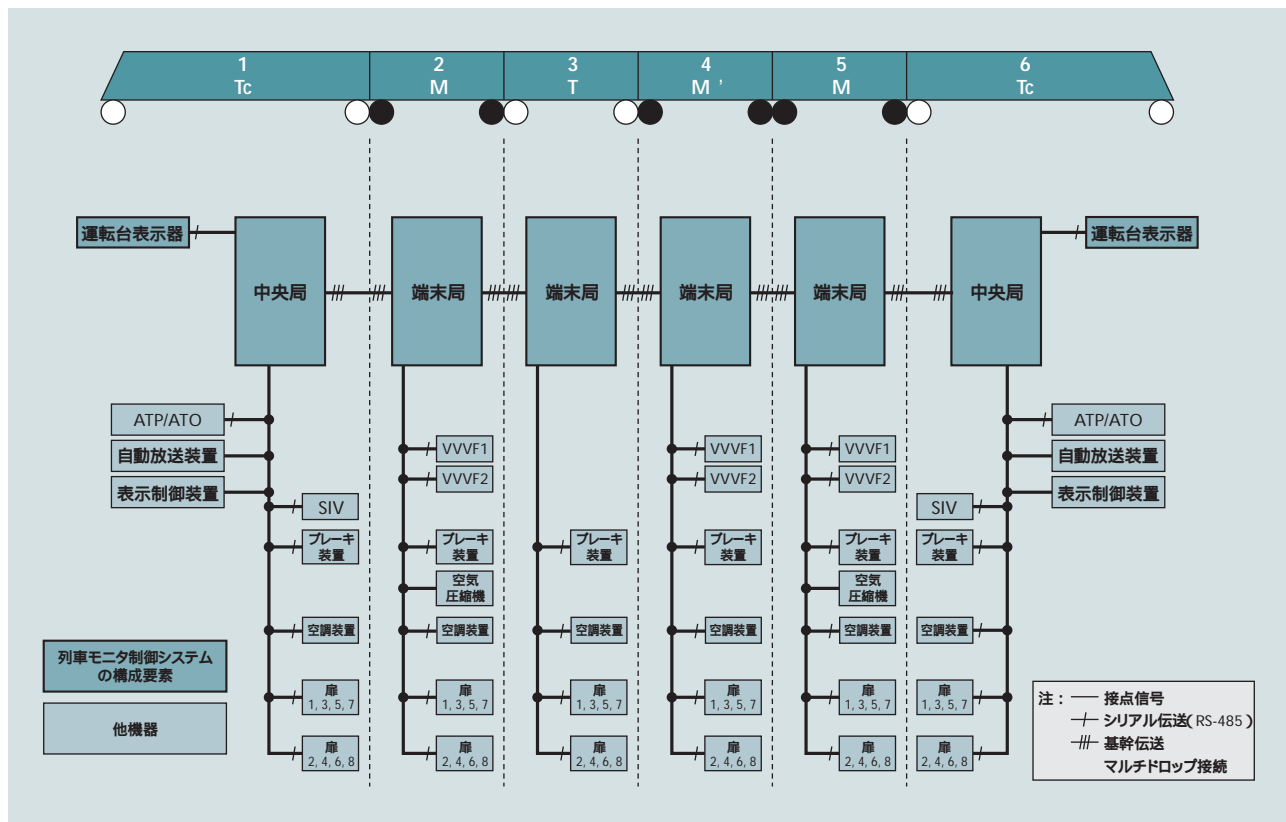 1 2 3 4 5 6
Tc M T M ' M Tc
運転台表示器
中央局
端末局
端末局
端末局
端末局
中央局
運転台表示器
ATP/ATO
自動放送装置
表示制御装置
SIV
ブレーキ
装置
空調装置
扉
1, 3, 5, 7
扉
2, 4, 6, 8
VVVF1
VVVF2
ブレーキ
装置
空気
圧縮機
空調装置
扉
1, 3, 5, 7
扉
2, 4, 6, 8
ブレーキ
装置
空調装置
扉
1, 3, 5, 7
扉
2, 4, 6, 8
VVVF1
VVVF2
ブレーキ
装置
空調装置
扉
1, 3, 5, 7
扉
2, 4, 6, 8
VVVF1
VVVF2
ブレーキ
装置
空気
圧縮機
空調装置
扉
1, 3, 5, 7
扉
2, 4, 6, 8
ATP/ATO
自動放送装置
表示制御装置
SIV
ブレーキ
装置
空調装置
扉
1, 3, 5, 7
扉
2, 4, 6, 8
列車モニタ制御システム
の構成要素
他機器
注： 接点信号
シリアル伝送( RS-485 )
基幹伝送
マルチドロップ接続